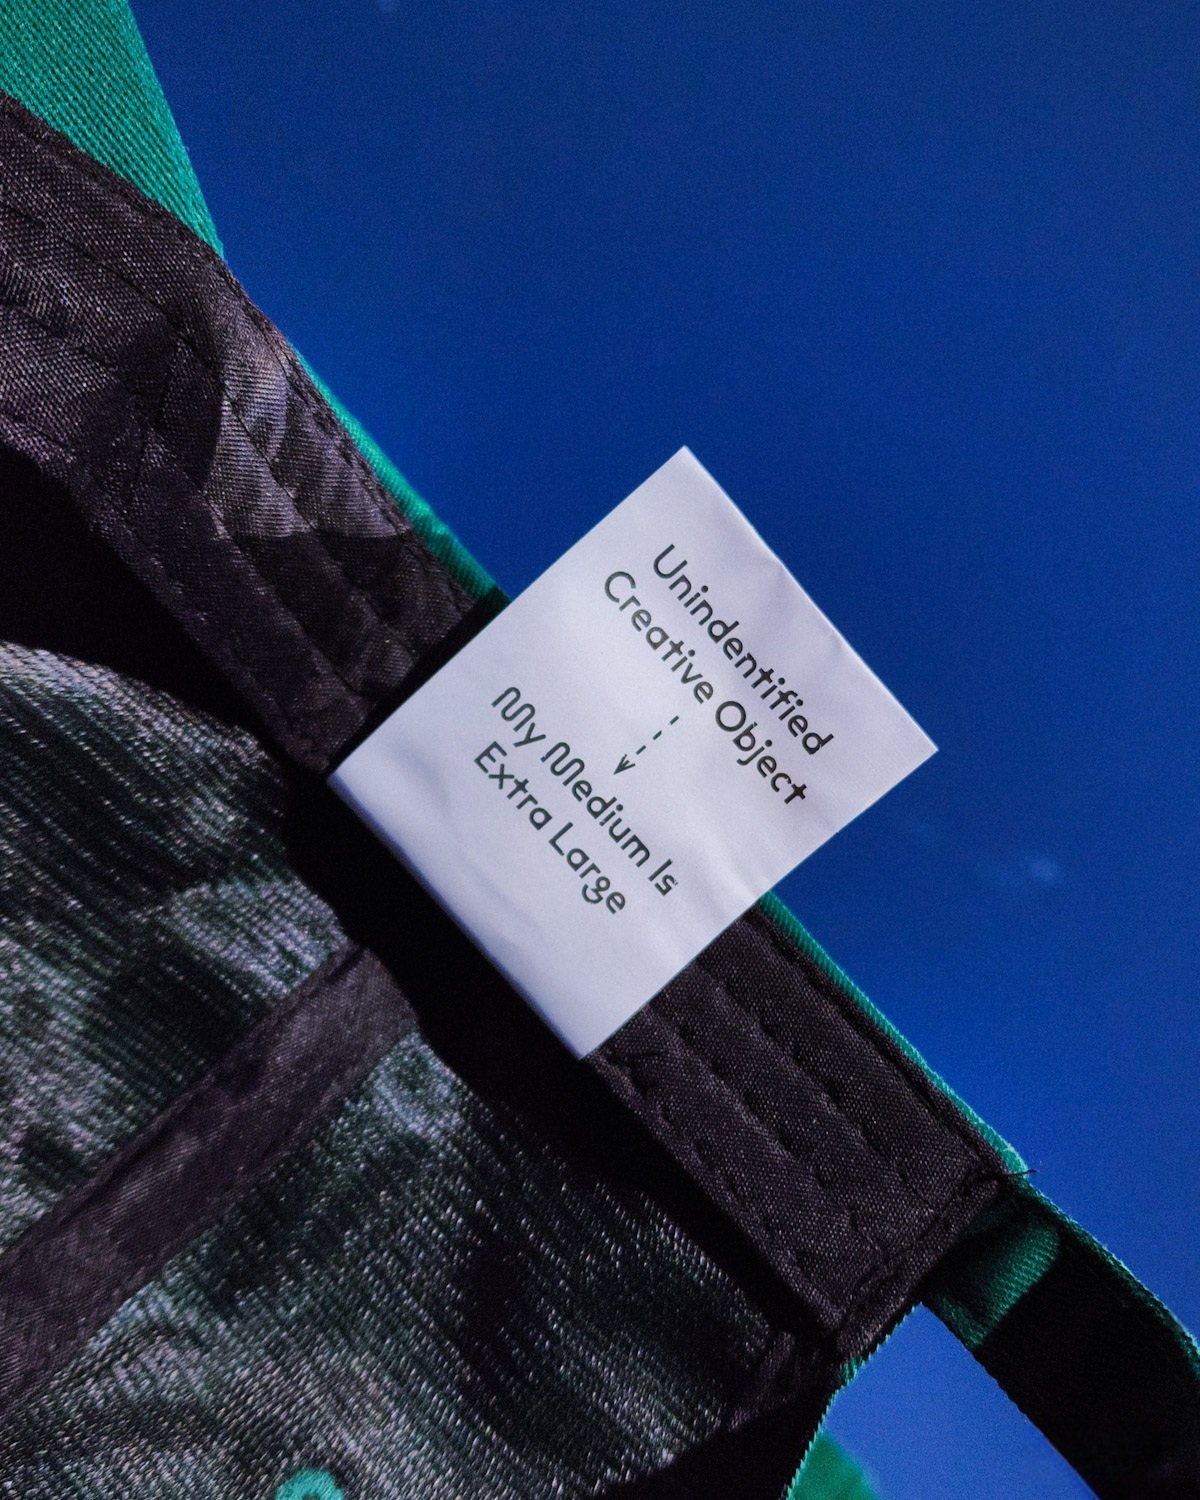 Unindentified
Creative Object
My Medium Is
Extra Large